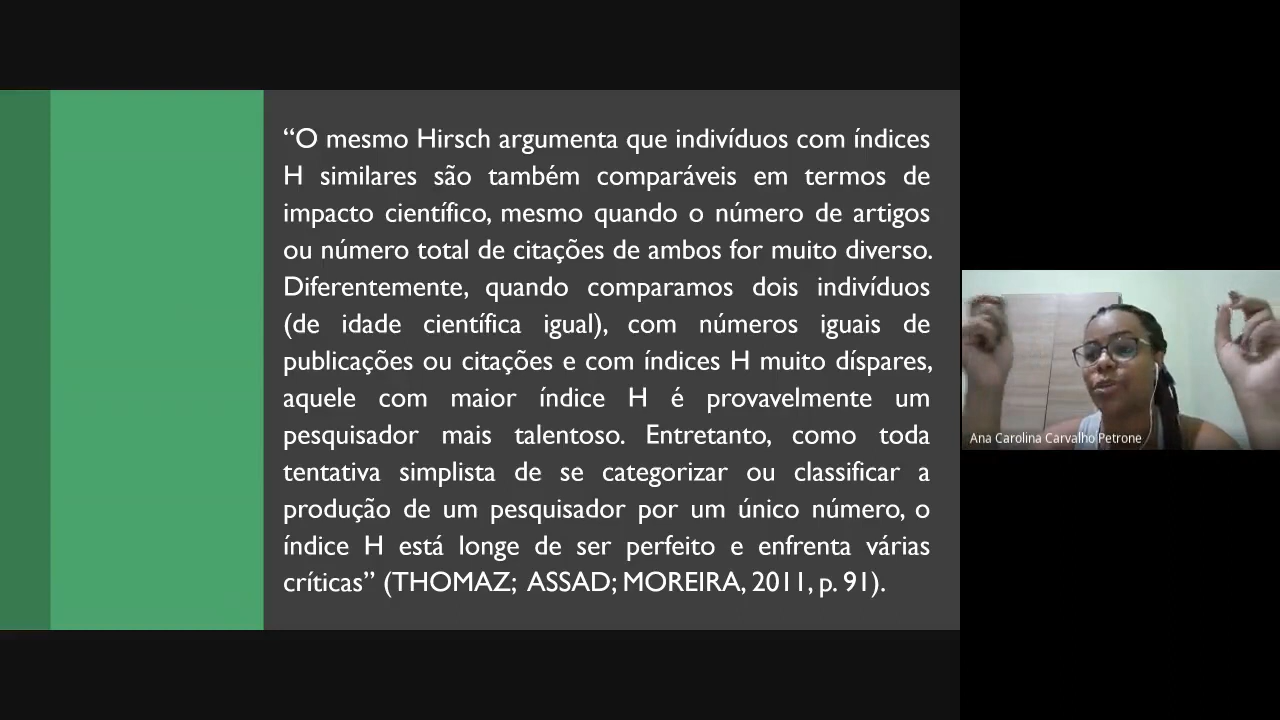 “O mesmo Hirsch argumenta que indivíduos com índices
H similares são também comparáveis em termos de
impacto científico, mesmo quando o número de artigos
ou número total de citações de ambos for muito diverso.
Diferentemente, quando comparamos dois indivíduos
(de idade científica igual), com números iguais de
publicações ou citações e com índices H muito díspares,
aquele com maior índice H é provavelmente um
pesquisador mais talentoso. Entretanto, como toda
tentativa simplista de se categorizar ou classificar a
produção de um pesquisador por um único número, o
índice H está longe de ser perfeito e enfrenta várias
críticas” (THOMAZ; ASSAD; MOREIRA, 2011, p. 91).
Ana Carolina Carvalho Petrone